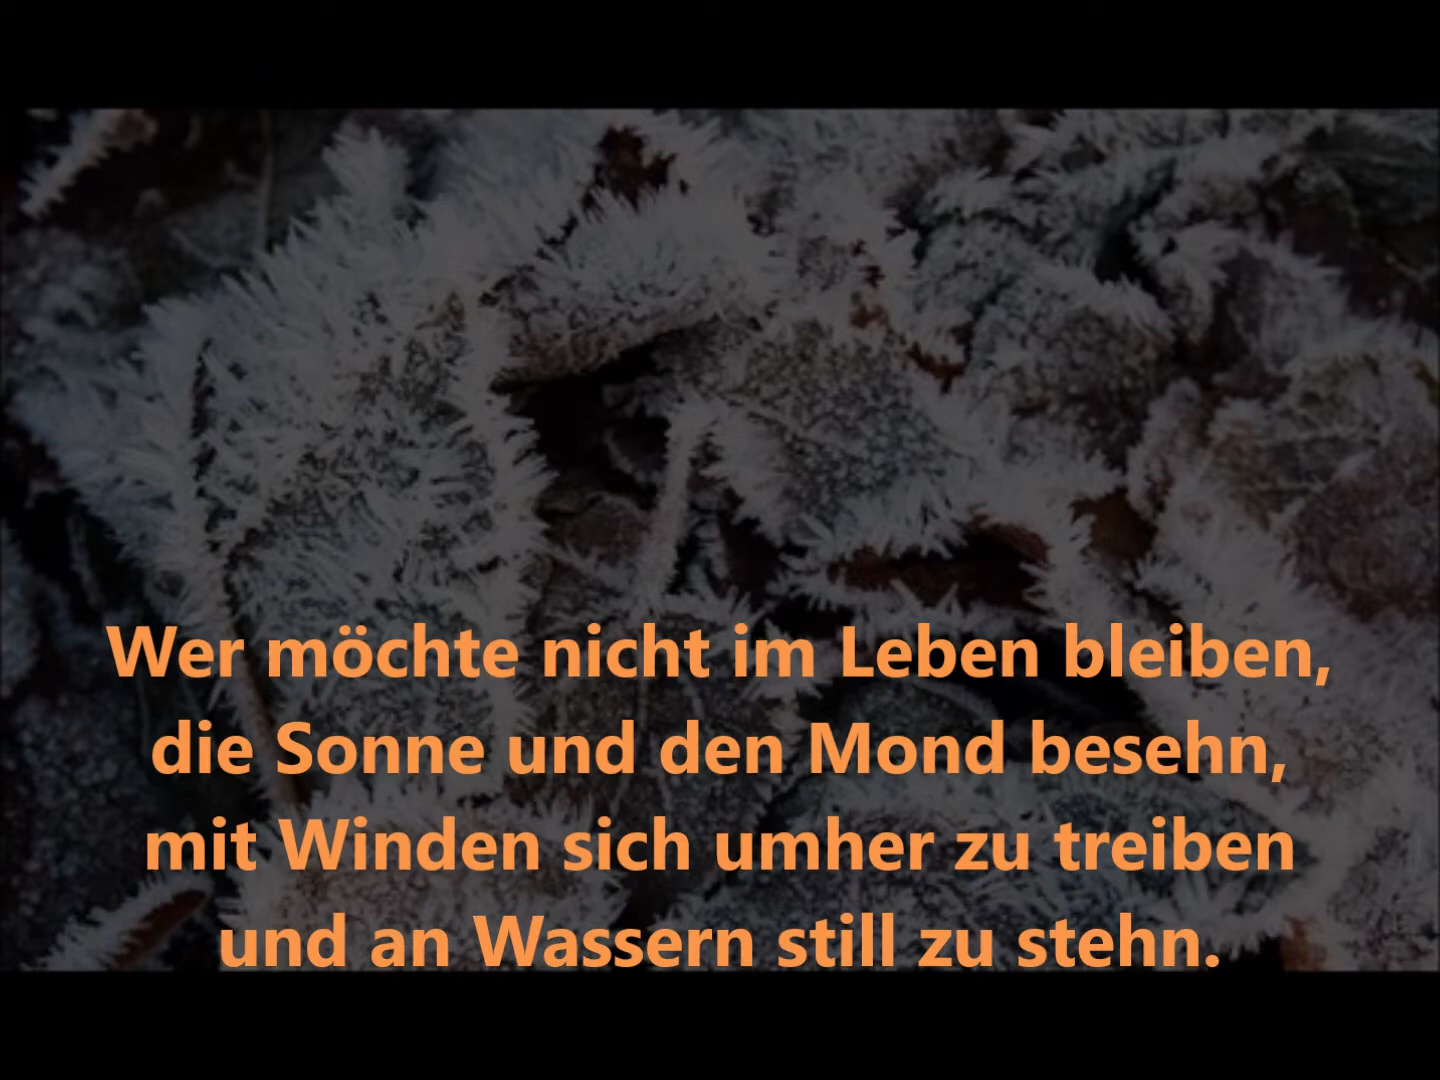 Wer möchte nicht im Leben bleiben,
die Sonne und den Mond besehn,
mit Winden sich umher zu treiben
und an Wassern still zu stehn.